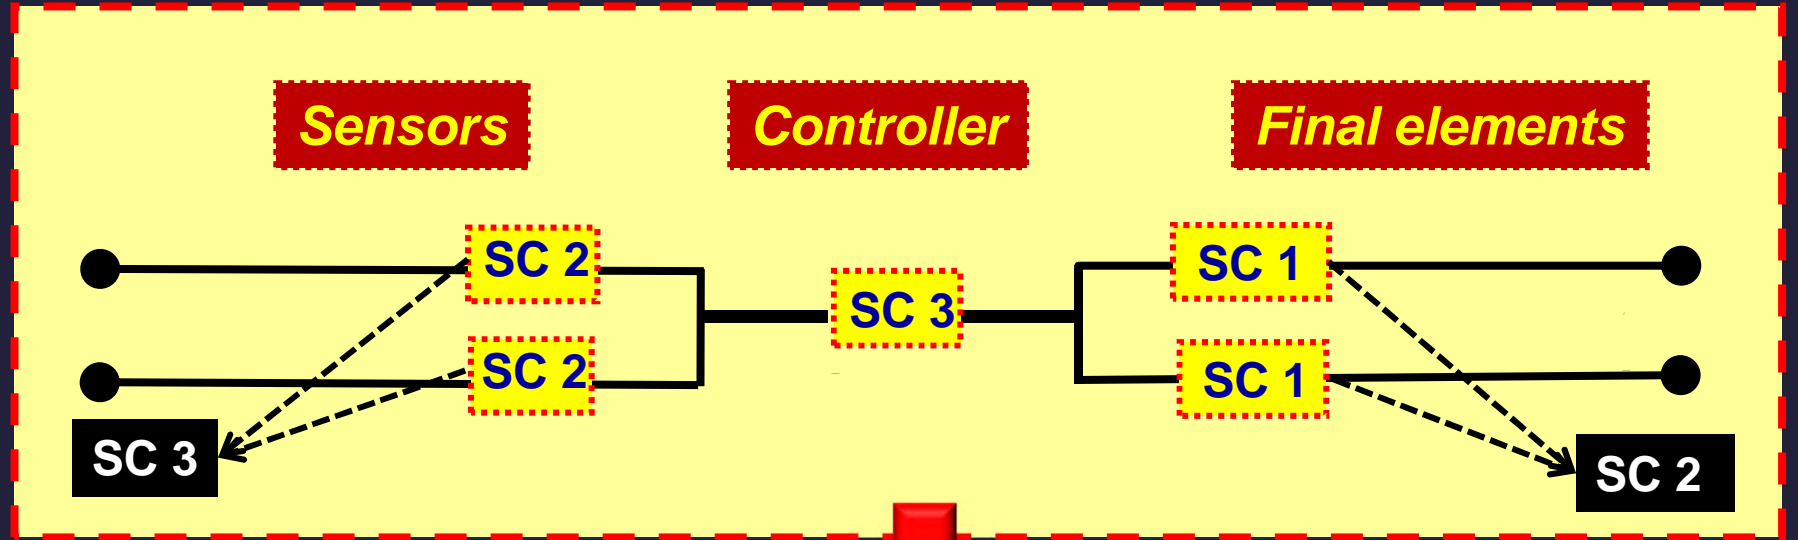 Sensors
Controller
Final elements
SC 2
SC 1
SC 3
SC 2
SC 1
SC 3
SC 2